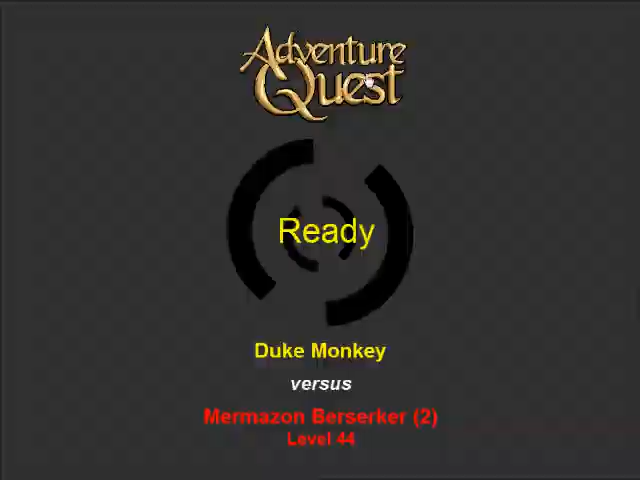 Adventure
Quest
Ready
Duke Monkey
versus
Mermazon Berserker (2)
Level 44